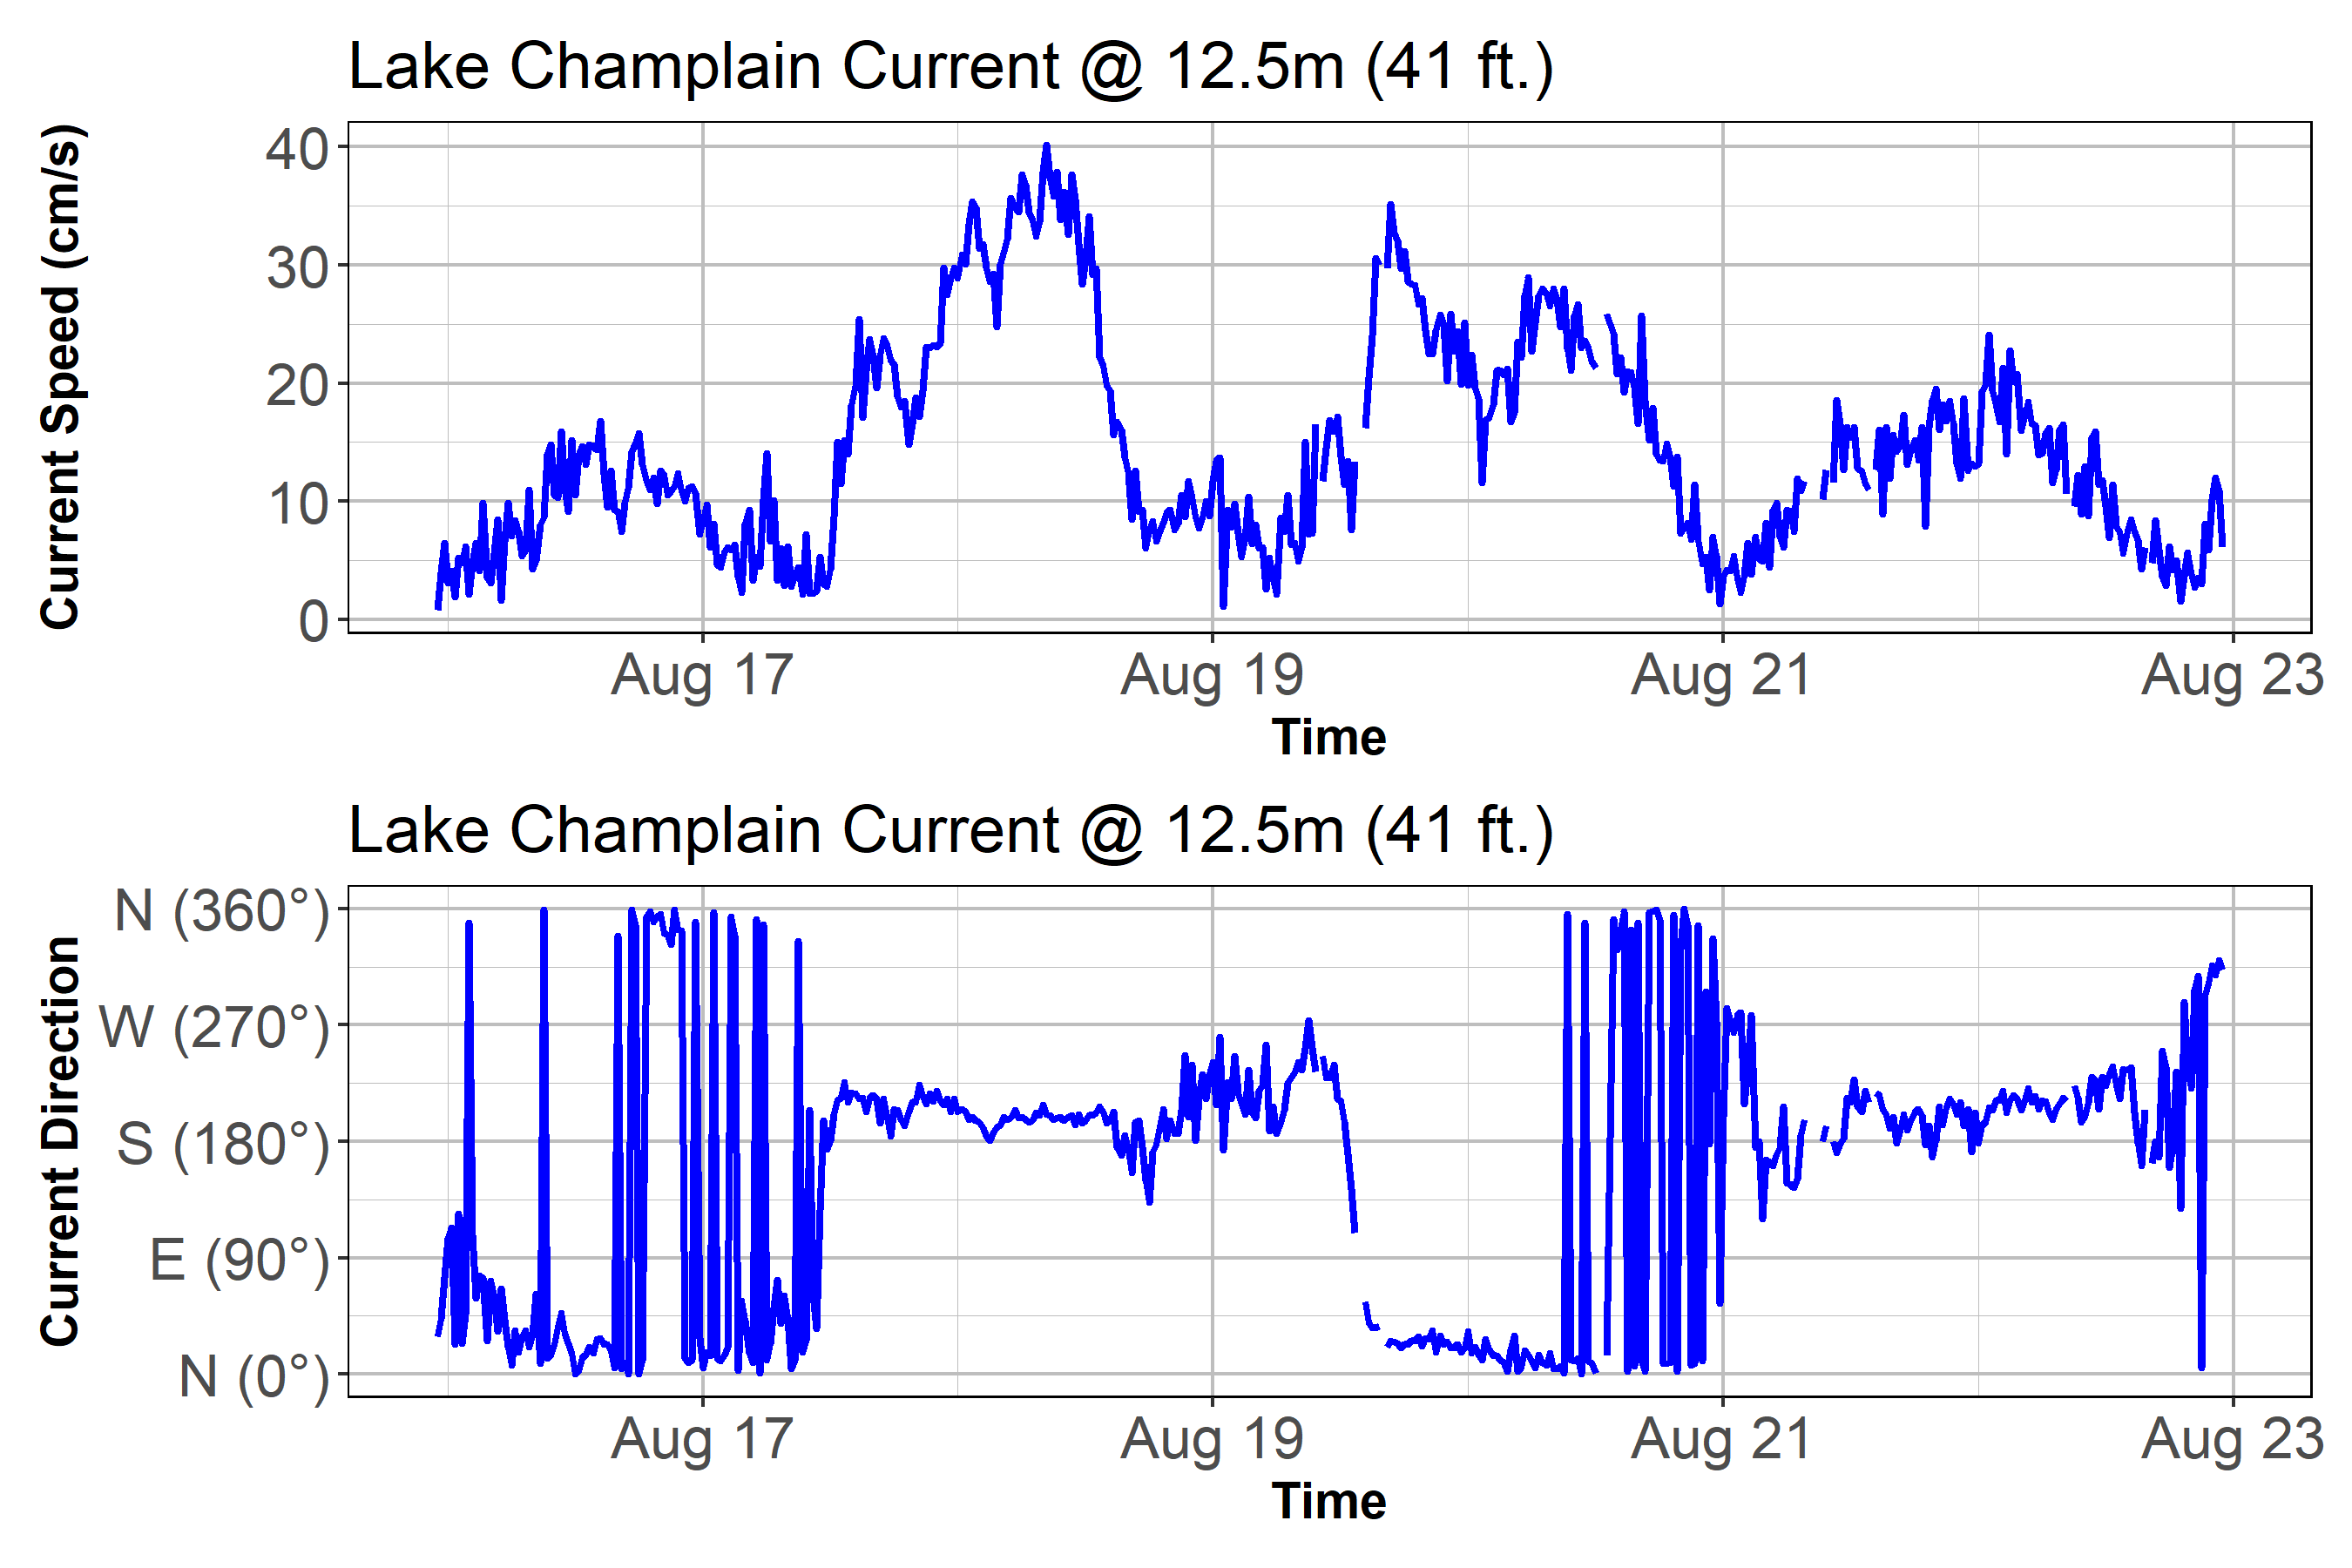 Lake Champlain Current @ 12.5m (41 ft.)
Current Speed (cm/s)
40
30
20
10
0
Aug 17 Aug 19 Aug 21 Aug 23
Time
Lake Champlain Current @ 12.5m (41 ft.)
Current Direction
N (360°)
W (270°)
S (180°)
E (90°)
N (0°)
Aug 17 Aug 19 Aug 21 Aug 23
Time